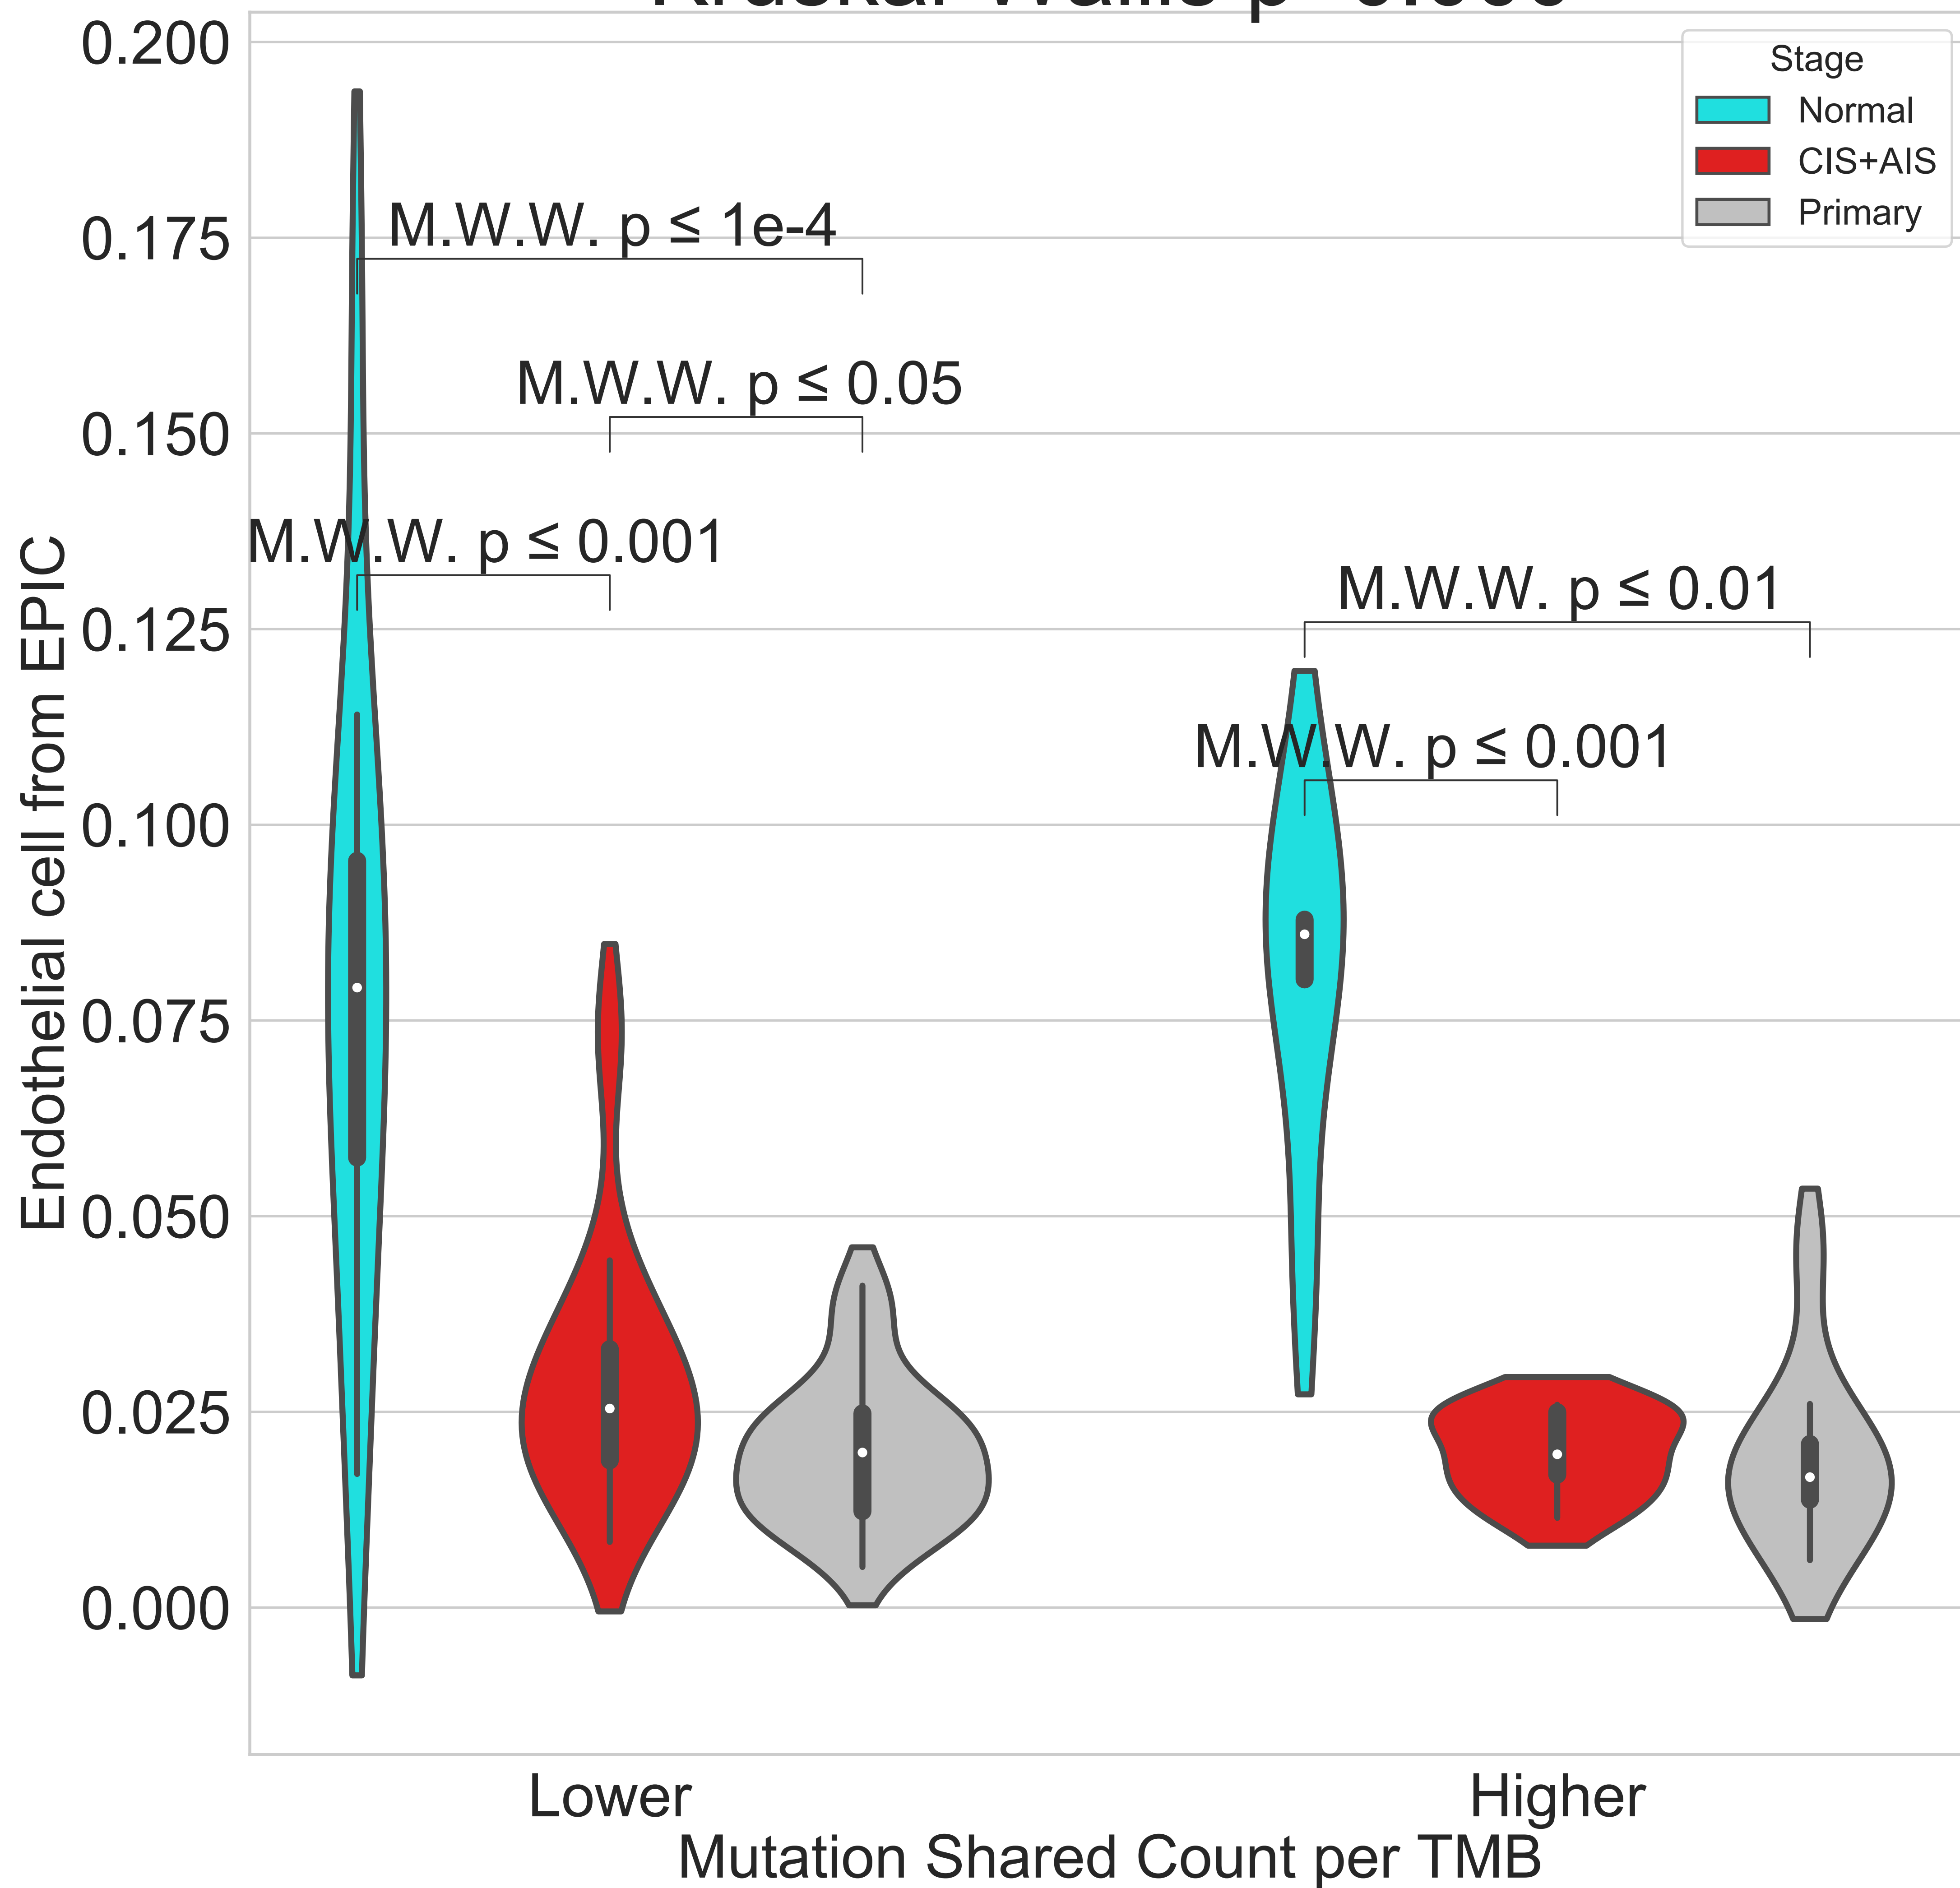 0.200
0.175
0.150
0.125
0.100
0.075
0.050
0.025
0.000
Endothelial cell from EPIC
Stage
Normal
CIS+AIS
Primary
M.W.W. p ≤ 1e-4
M.W.W. p ≤ 0.05
M.W.W. p ≤ 0.001
M.W.W. p ≤ 0.01
M.W.W. p ≤ 0.001
Lower
Higher
Mutation Shared Count per TMB